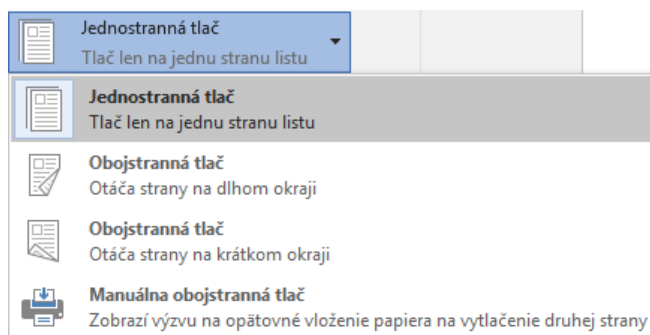 Jednostranná tlač
Tlač len na jednu stranu listu
Jednostranná tlač
Tlač len na jednu stranu listu
Obojstranná tlač
Otáča strany na dlhom okraji
Obojstranná tlač
Otáča strany na krátkom okraji
Manuálna obojstranná tlač
Zobrazí výzvu na opätovné vloženie papiera na vytlačenie druhej strany